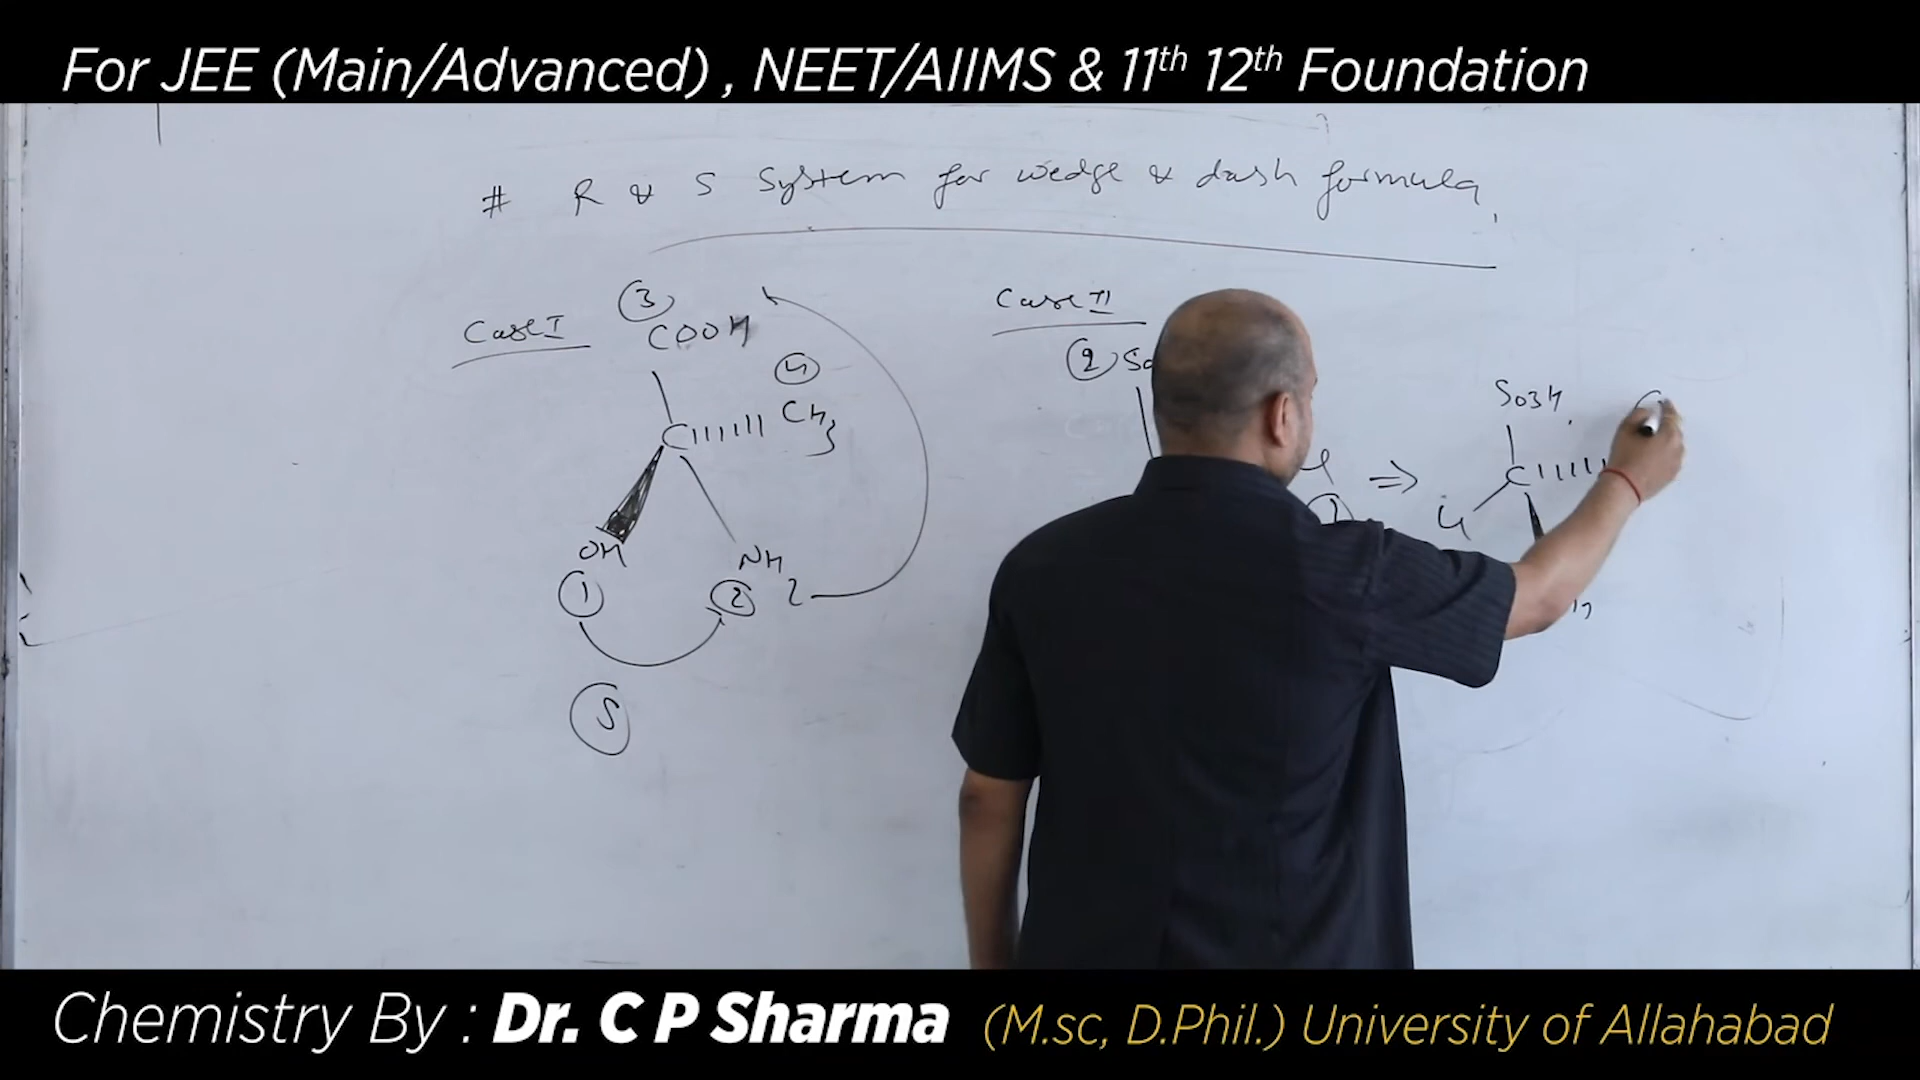 For JEE (Main/Advanced) , NEET/AIIMS & 11th 12th Foundation
# R & S System for wedge & dash formula,
Case I
3
COOH
4
C
CH3
OH
NH2
1
2
S
Case II
2
⇒
SO3H
C
Chemistry By : Dr. C P Sharma (M.sc, D.Phil.) University of Allahabad